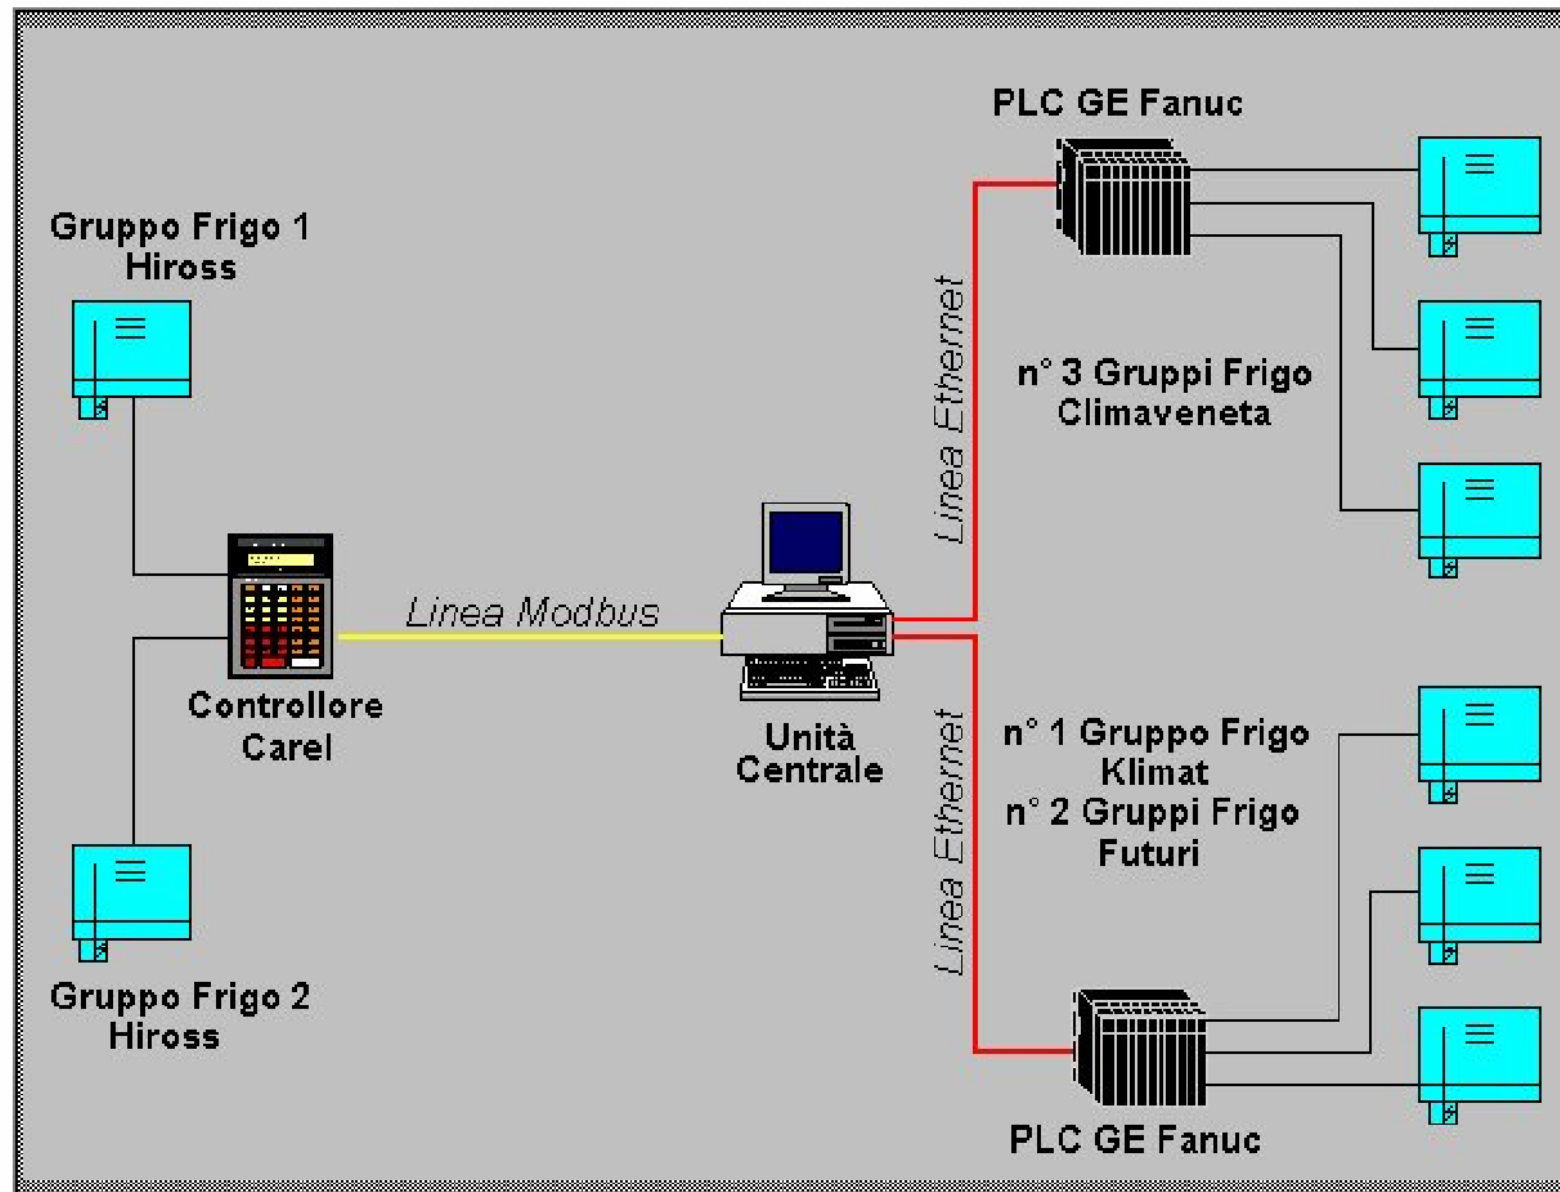 PLC GE Fanuc
Gruppo Frigo 1
Hiross
Linea Ethernet
n° 3 Gruppi Frigo
Climaveneta
Linea Modbus
Controllore
Carel
Unità
Centrale
Linea Ethernet
n° 1 Gruppo Frigo
Klimat
n° 2 Gruppi Frigo
Futuri
Gruppo Frigo 2
Hiross
PLC GE Fanuc